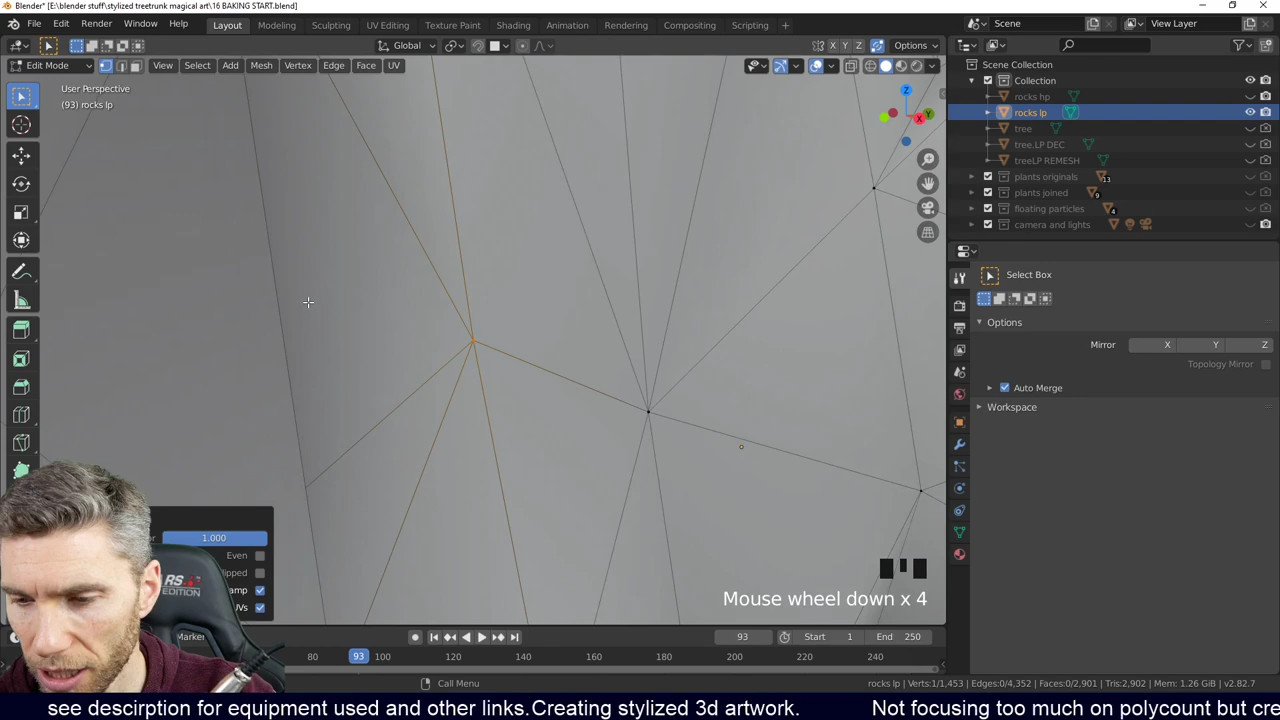 Blender* [E:\blender stuff\stylized treetrunk magical art\16 BAKING START.blend]
File Edit Render Window Help Layout Modeling Sculpting UV Editing Texture Paint Shading Animation Rendering Compositing Scripting + Scene View Layer
Global X Y Z Options
Edit Mode View Select Add Mesh Vertex Edge Face UV
User Perspective
(93) rocks lp
Z
Y
X
Scene Collection
Collection
rocks hp
rocks lp
tree
tree.LP DEC
treeLP REMESH
plants originals 13
plants joined 9
floating particles 4
camera and lights
Select Box
Options
Mirror X Y Z
Topology Mirror
Auto Merge
Workspace
1.000
Even
RS
EDITION
Mouse wheel down x 4
Marker 93 Start 1 End 250
80 93 100 120 140 160 180 200 220 240
Call Menu
rocks lp | Verts:1/1,453 | Edges:0/4,352 | Faces:0/2,901 | Tris:2,902 | Mem: 1.26 GiB | v2.82.7
see descirption for equipment used and other links.Creating stylized 3d artwork. Not focusing too much on polycount but cre